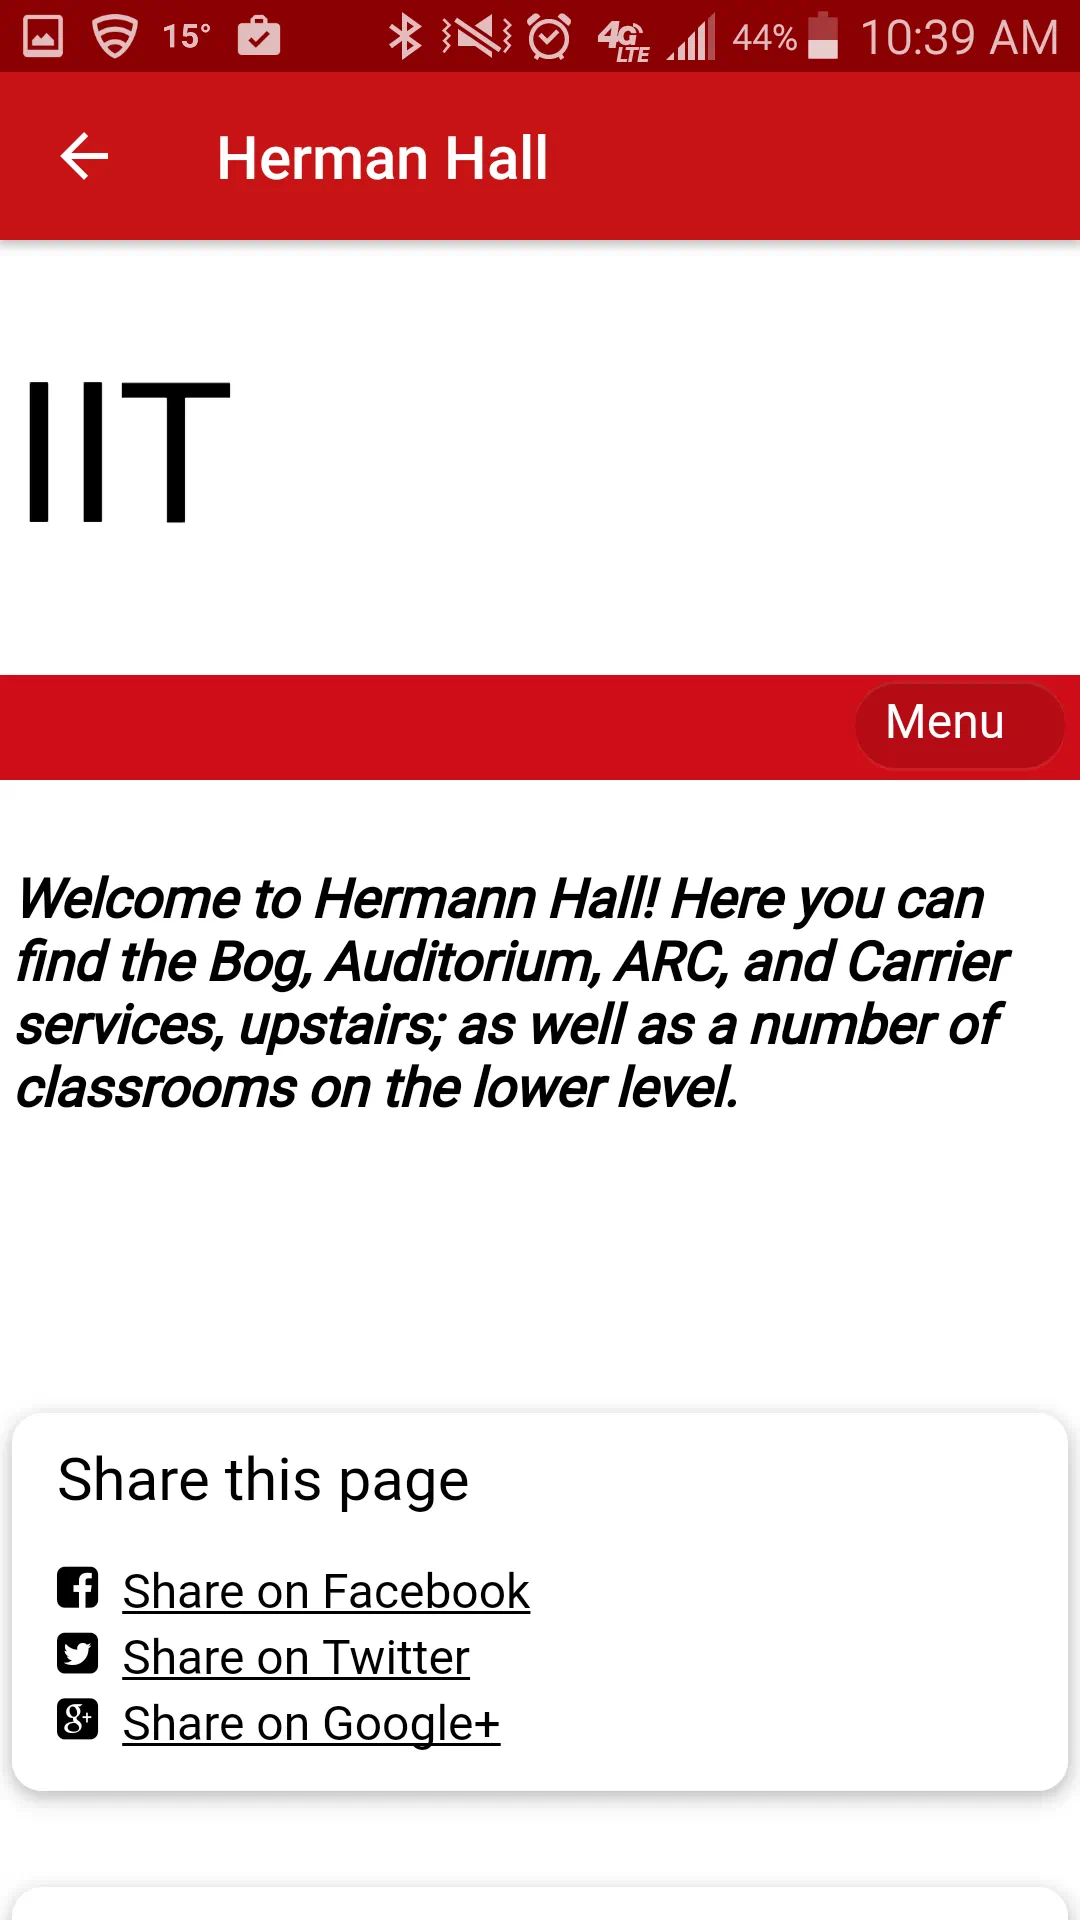 15° 44% 10:39 AM
Herman Hall
IIT
Menu
Welcome to Hermann Hall! Here you can
find the Bog, Auditorium, ARC, and Carrier
services, upstairs; as well as a number of
classrooms on the lower level.
Share this page
Share on Facebook
Share on Twitter
Share on Google+